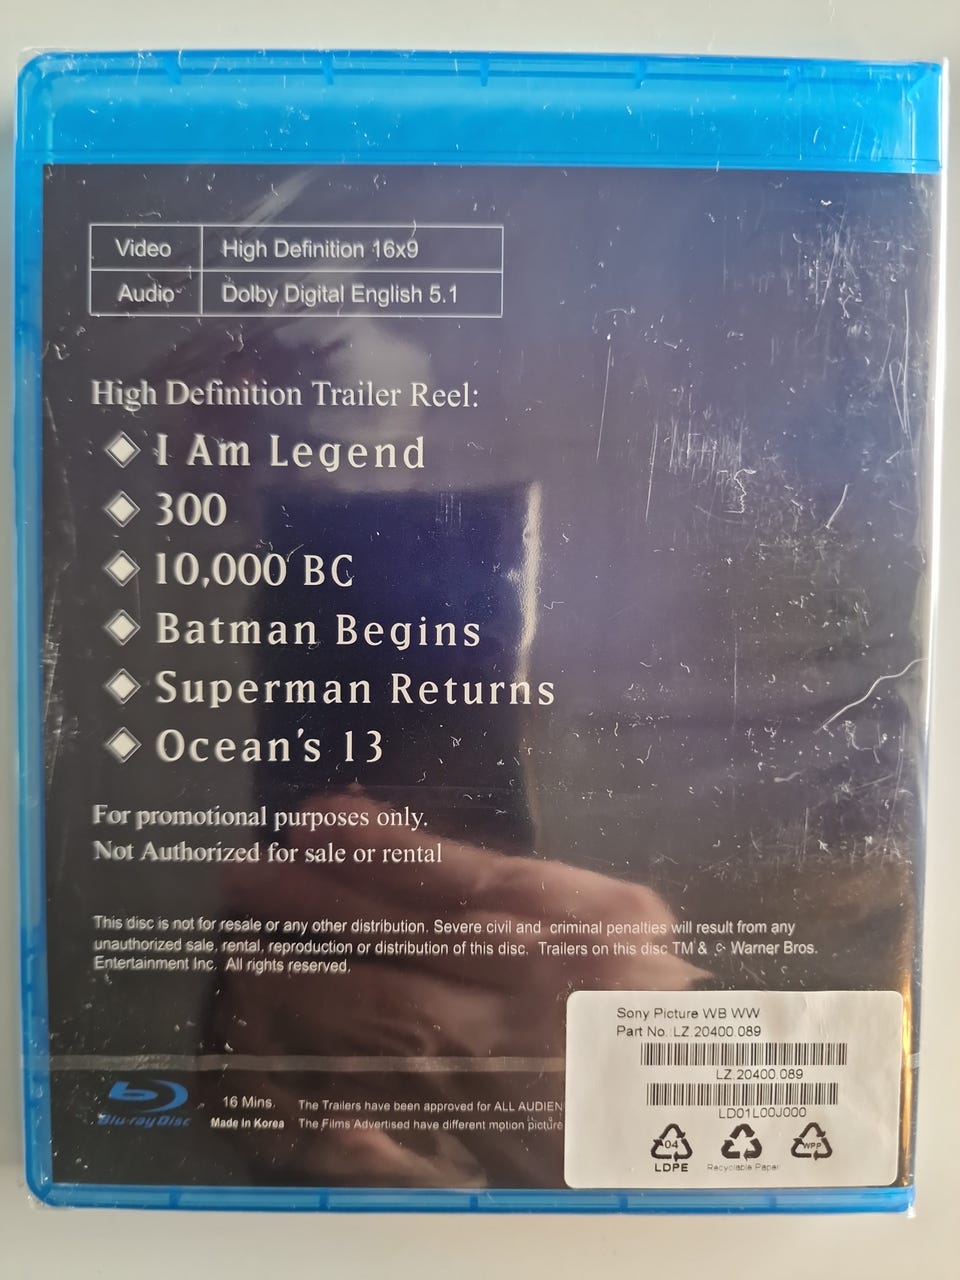 Video High Definition 16x9
Audio Dolby Digital English 5.1
High Definition Trailer Reel:
I Am Legend
300
10,000 BC
Batman Begins
Superman Returns
Ocean's 13
For promotional purposes only.
Not Authorized for sale or rental
This disc is not for resale or any other distribution. Severe civil and criminal penalties will result from any
unauthorized sale, rental, reproduction or distribution of this disc. Trailers on this disc TM & © Warner Bros.
Entertainment Inc. All rights reserved.
Blu-ray Disc
16 Mins.
Made In Korea
The Trailers have been approved for ALL AUDIEN
The Films Advertised have different motion picture
Sony Picture WB WW
Part No. LZ.20400.089
LZ.20400.089
LD01L00J000
04
LDPE
Recyclable Paper
WPP